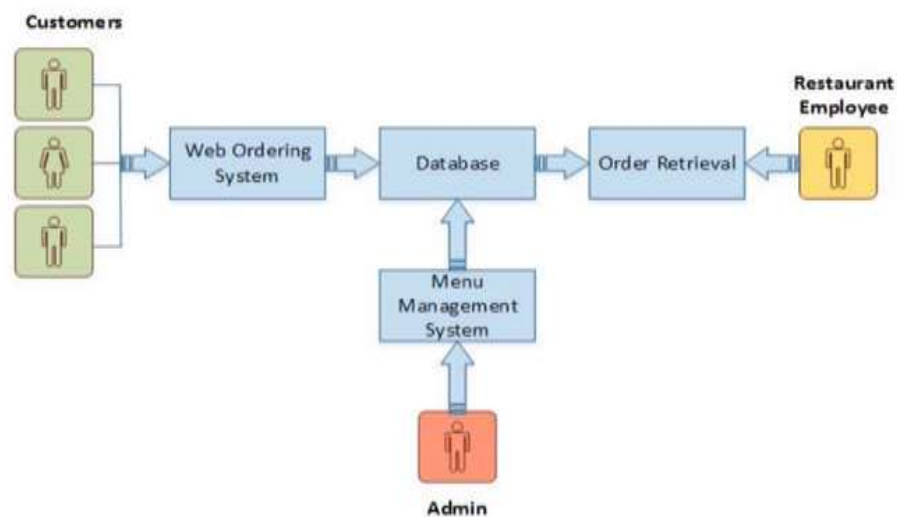 Customers
Restaurant
Employee
Web Ordering
System
Database
Order Retrieval
Menu
Management
System
Admin